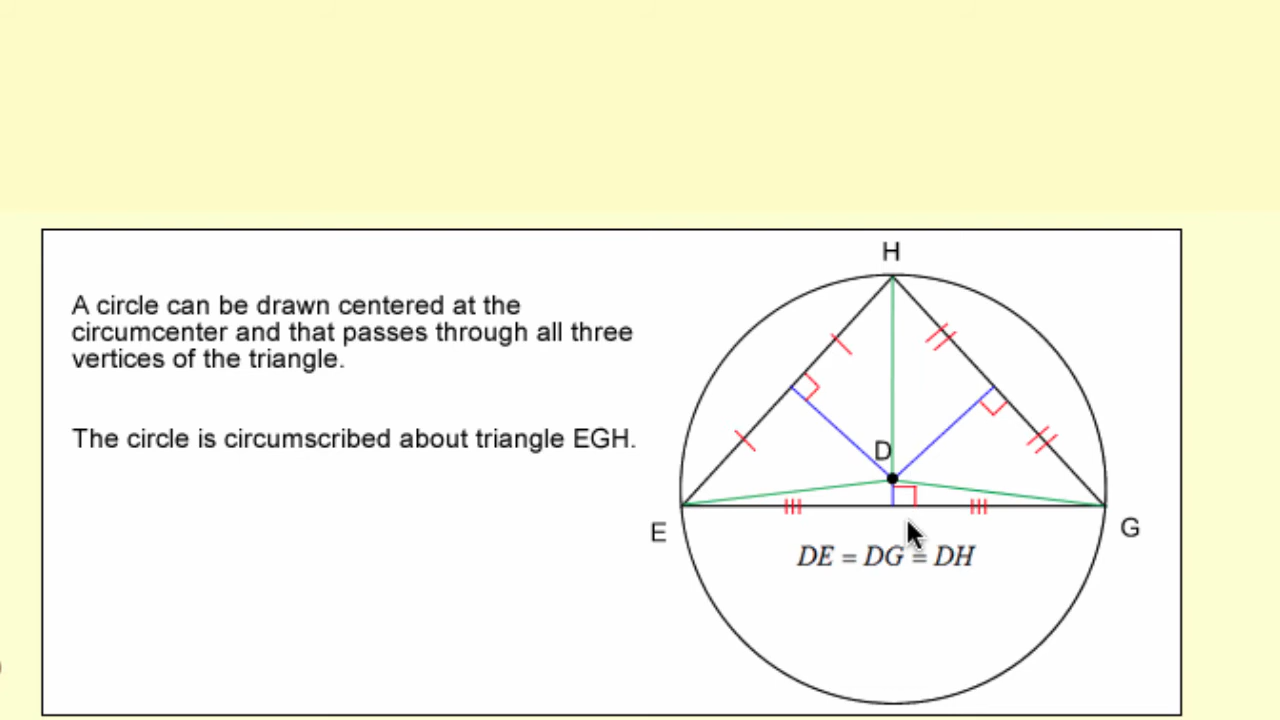 A circle can be drawn centered at the
circumcenter and that passes through all three
vertices of the triangle.
The circle is circumscribed about triangle EGH.
H
D
E
G
DE = DG = DH